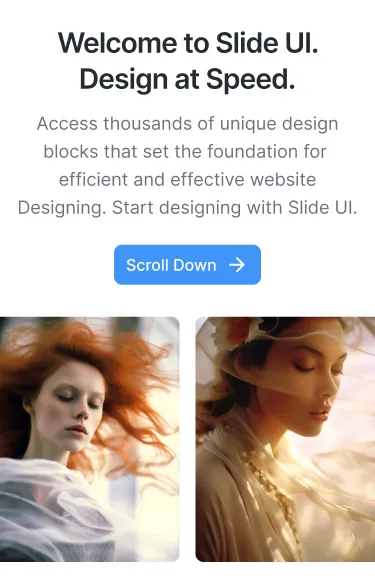 Welcome to Slide UI.
Design at Speed.
Access thousands of unique design
blocks that set the foundation for
efficient and effective website
Designing. Start designing with Slide UI.
Scroll Down